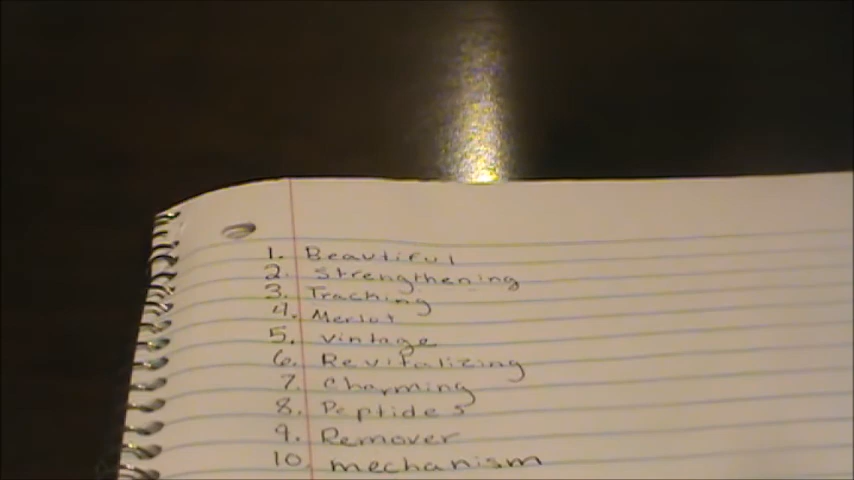 1. Beautiful
2. Strengthening
3. Tracking
4. Merlot
5. vintage
6. Revitalizing
7. Charming
8. Peptides
9. Remover
10. mechanism